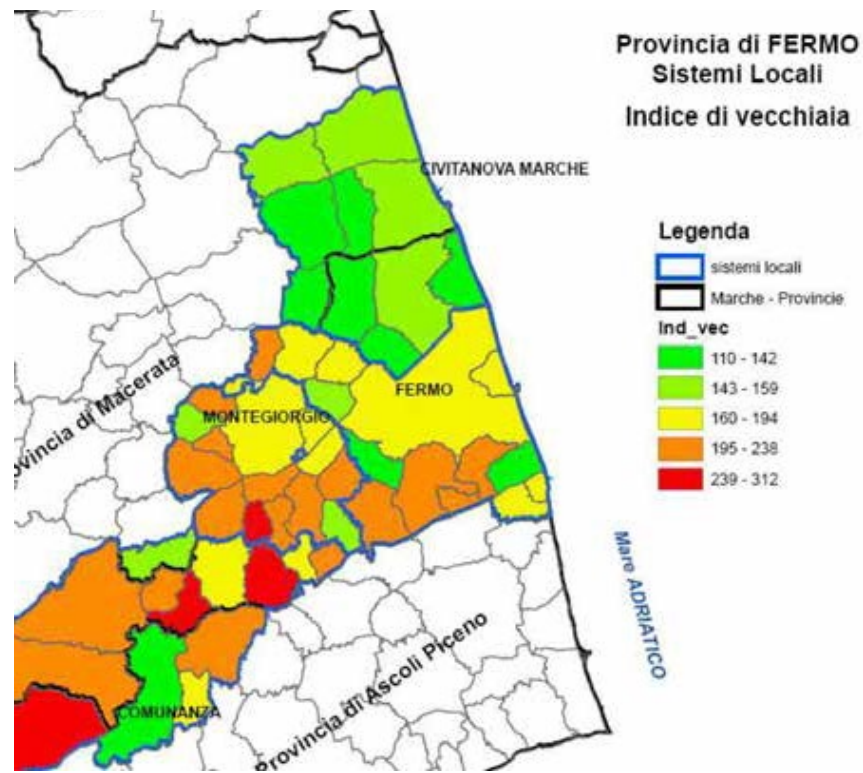 Provincia di FERMO
Sistemi Locali
Indice di vecchiaia
CIVITANOVA MARCHE
Legenda
sistemi locali
Marche - Provincie
Ind_vec
110 - 142
143 - 159
160 - 194
195 - 238
239 - 312
FERMO
MONTEGIORGIO
ovincia di Macerata
Mare ADRIATICO
COMUNANZA
Provincia di Ascoli Piceno